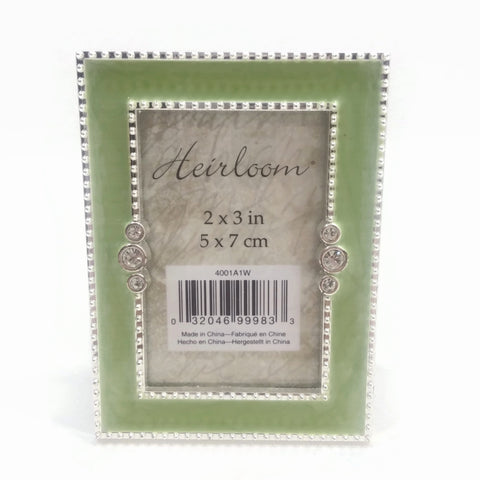 Heirloom
2 x 3 in
5 x 7 cm
4001A1W
0 32046 99983 3
Made in China—Fabriqué en Chine
Hecho en China—Hergestellt in China